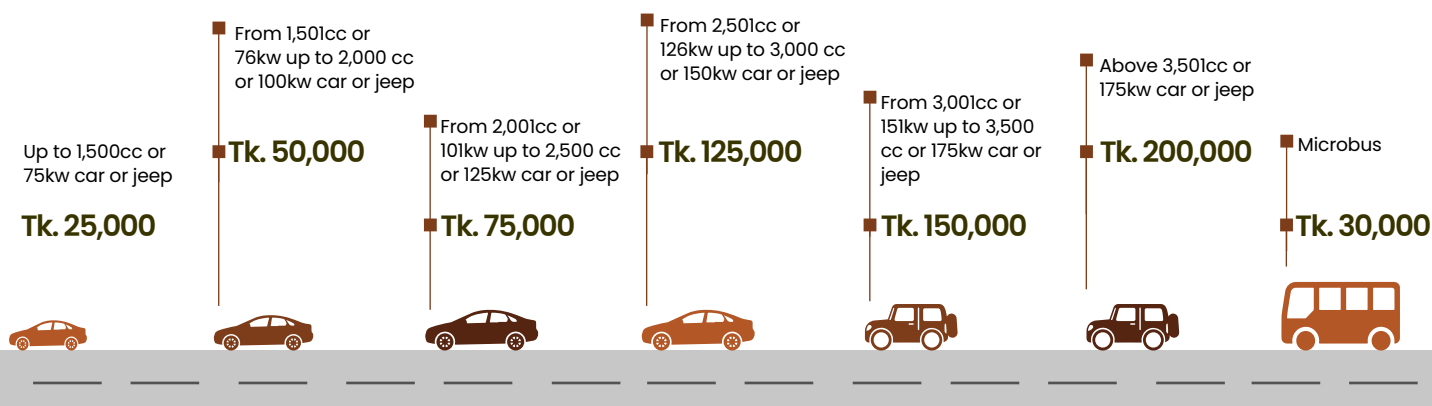 Up to 1,500cc or
75kw car or jeep
Tk. 25,000
From 1,501cc or
76kw up to 2,000 cc
or 100kw car or jeep
Tk. 50,000
From 2,001cc or
101kw up to 2,500 cc
or 125kw car or jeep
Tk. 75,000
From 2,501cc or
126kw up to 3,000 cc
or 150kw car or jeep
Tk. 125,000
From 3,001cc or
151kw up to 3,500
cc or 175kw car or
jeep
Tk. 150,000
Above 3,501cc or
175kw car or jeep
Tk. 200,000
Microbus
Tk. 30,000